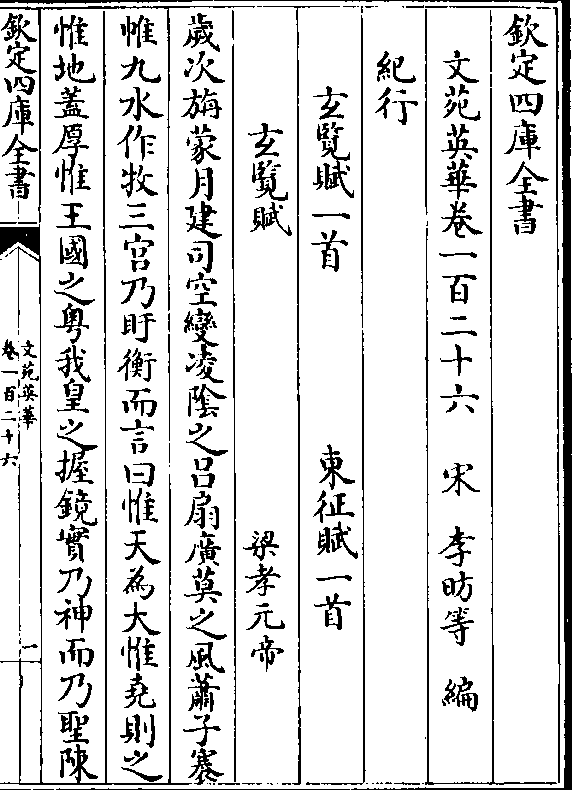 欽定四庫全書
文苑英華卷一百二十六 宋 李昉等 編
紀行
玄覽賦一首 東征賦一首
玄覽賦 梁孝元帝
歲次旃蒙月建司空變凌陰之呂扇廣莫之風蕭子褰
帷九水作牧三宫乃盱衡而言曰惟天為大惟堯則之
惟地蓋厚惟王國之粤我皇之握鏡實乃神而乃聖陳
欽定四庫全書
文苑英華
卷一百二十六
一